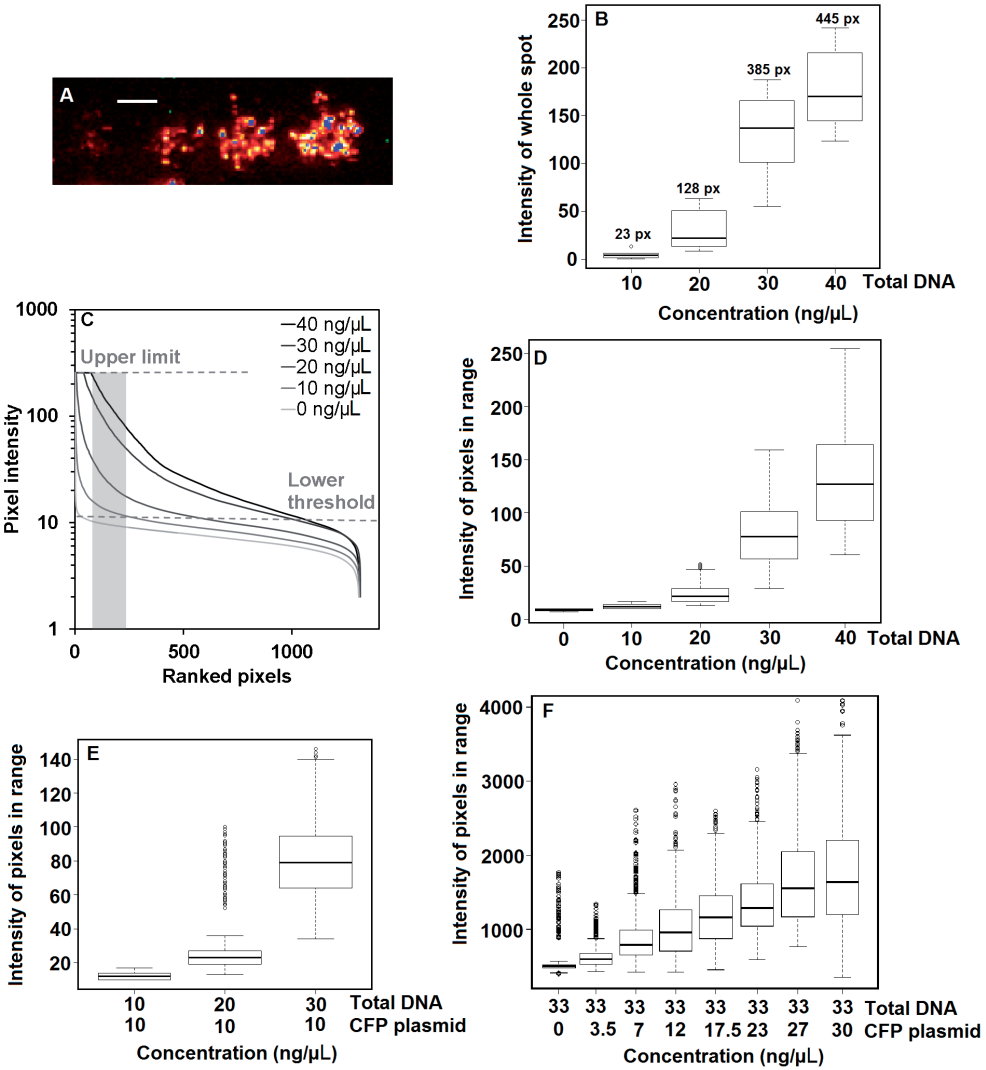 A
B
250
200
150
100
50
0
Intensity of whole spot
23 px
128 px
385 px
445 px
10 20 30 40 Total DNA
Concentration (ng/µL)
C
1000
100
10
1
Pixel intensity
Upper limit
40 ng/µL
30 ng/µL
20 ng/µL
10 ng/µL
0 ng/µL
Lower
threshold
0 500 1000
Ranked pixels
D
250
200
150
100
50
0
Intensity of pixels in range
0 10 20 30 40 Total DNA
Concentration (ng/µL)
E
140
120
100
80
60
40
20
Intensity of pixels in range
10 20 30 Total DNA
10 10 10 CFP plasmid
Concentration (ng/µL)
F
4000
3000
2000
1000
Intensity of pixels in range
33 33 33 33 33 33 33 33 Total DNA
0 3.5 7 12 17.5 23 27 30 CFP plasmid
Concentration (ng/µL)